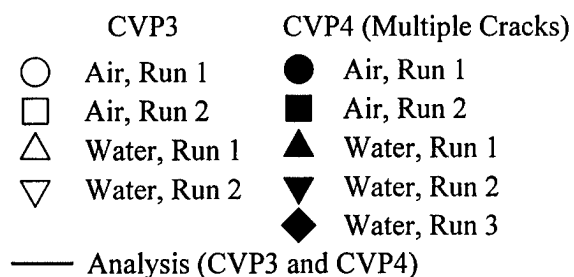 CVP3 CVP4 (Multiple Cracks)
Air, Run 1 Air, Run 1
Air, Run 2 Air, Run 2
Water, Run 1 Water, Run 1
Water, Run 2 Water, Run 2
Water, Run 3
Analysis (CVP3 and CVP4)